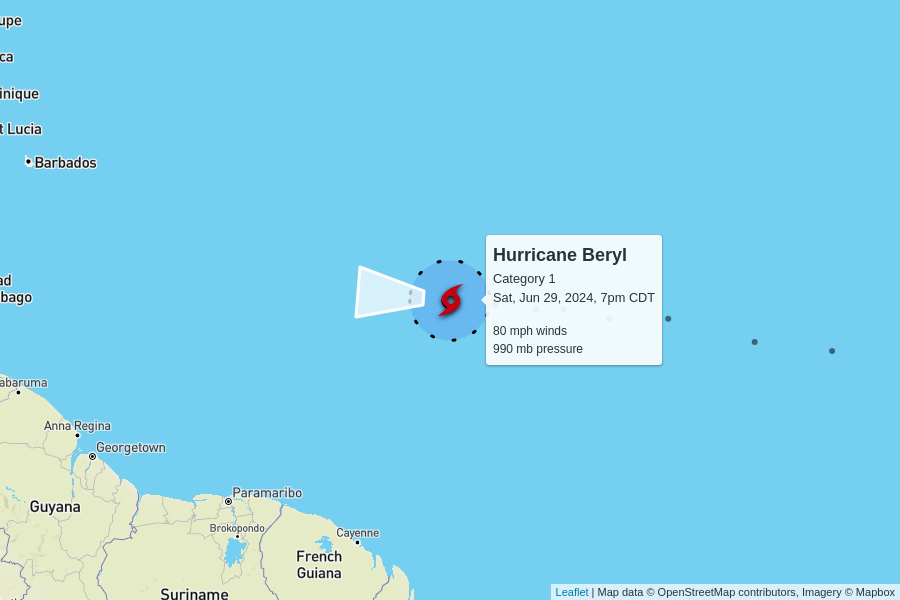 upe
ca
inique
t Lucia
Barbados
ad
bago
Hurricane Beryl
Category 1
Sat, Jun 29, 2024, 7pm CDT
80 mph winds
990 mb pressure
abaruma
Anna Regina
Georgetown
Paramaribo
Guyana
Brokopondo
Cayenne
French
Guiana
Suriname
Leaflet | Map data © OpenStreetMap contributors, Imagery © Mapbox